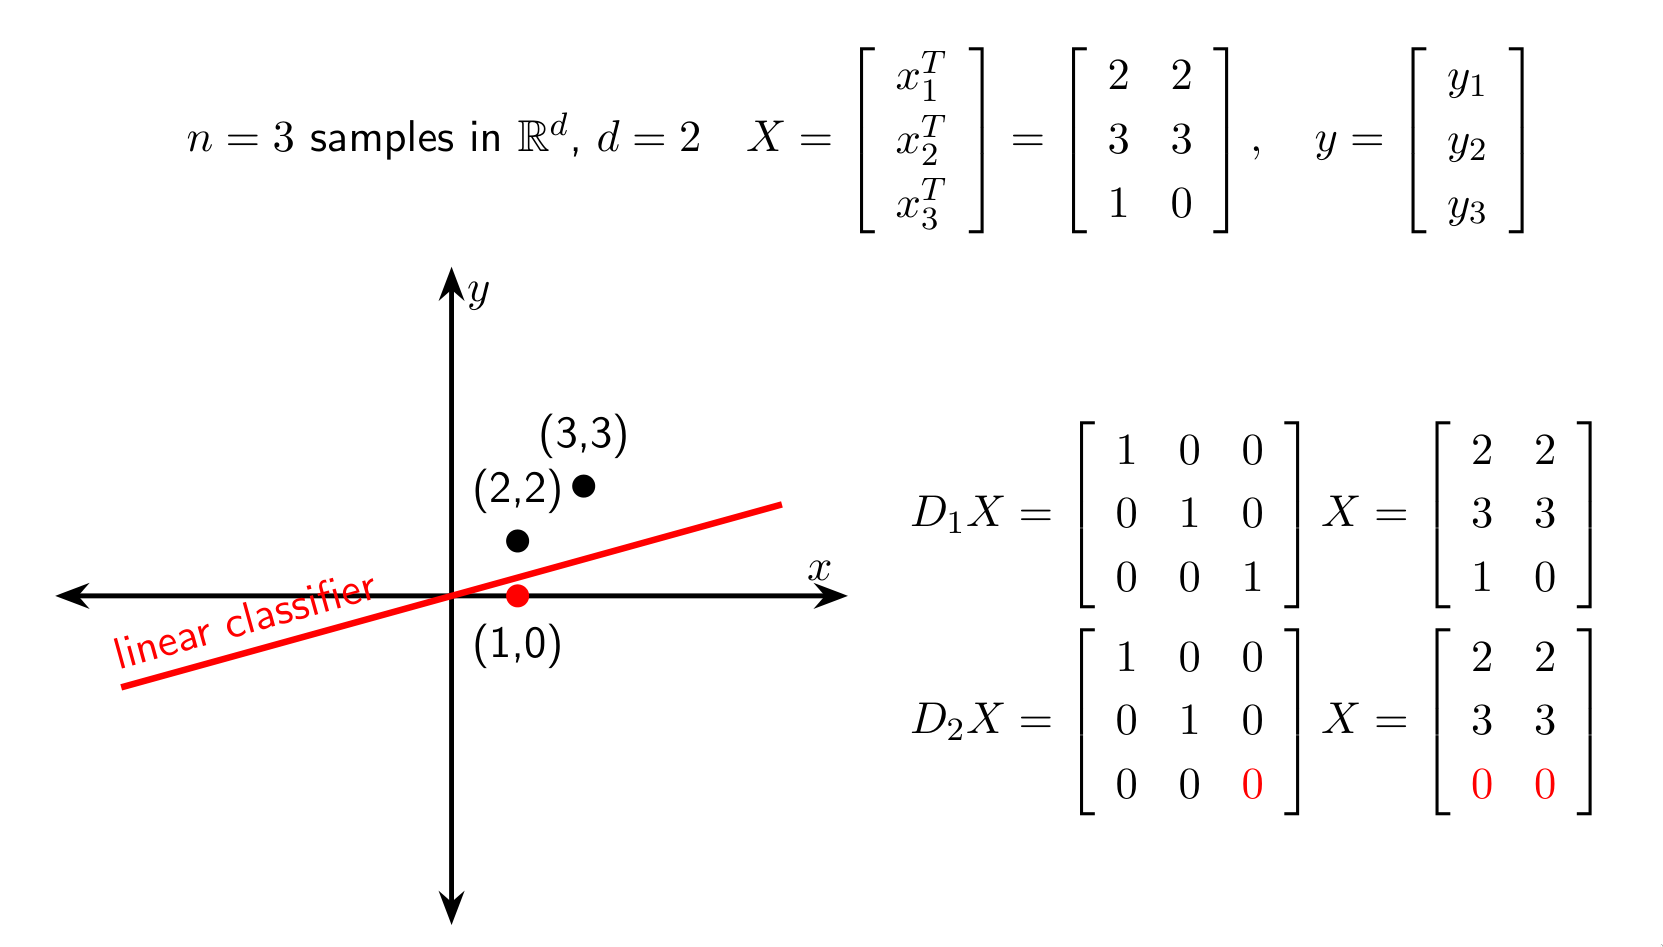 $n = 3$ samples in $\mathbb{R}^d$, $d = 2$ $X = \begin{bmatrix} x_1^T \\ x_2^T \\ x_3^T \end{bmatrix} = \begin{bmatrix} 2 & 2 \\ 3 & 3 \\ 1 & 0 \end{bmatrix}, \quad y = \begin{bmatrix} y_1 \\ y_2 \\ y_3 \end{bmatrix}$
y
(3,3)
(2,2)
x
linear classifier
(1,0)
$D_1 X = \begin{bmatrix} 1 & 0 & 0 \\ 0 & 1 & 0 \\ 0 & 0 & 1 \end{bmatrix} X = \begin{bmatrix} 2 & 2 \\ 3 & 3 \\ 1 & 0 \end{bmatrix}$
$D_2 X = \begin{bmatrix} 1 & 0 & 0 \\ 0 & 1 & 0 \\ 0 & 0 & 0 \end{bmatrix} X = \begin{bmatrix} 2 & 2 \\ 3 & 3 \\ 0 & 0 \end{bmatrix}$